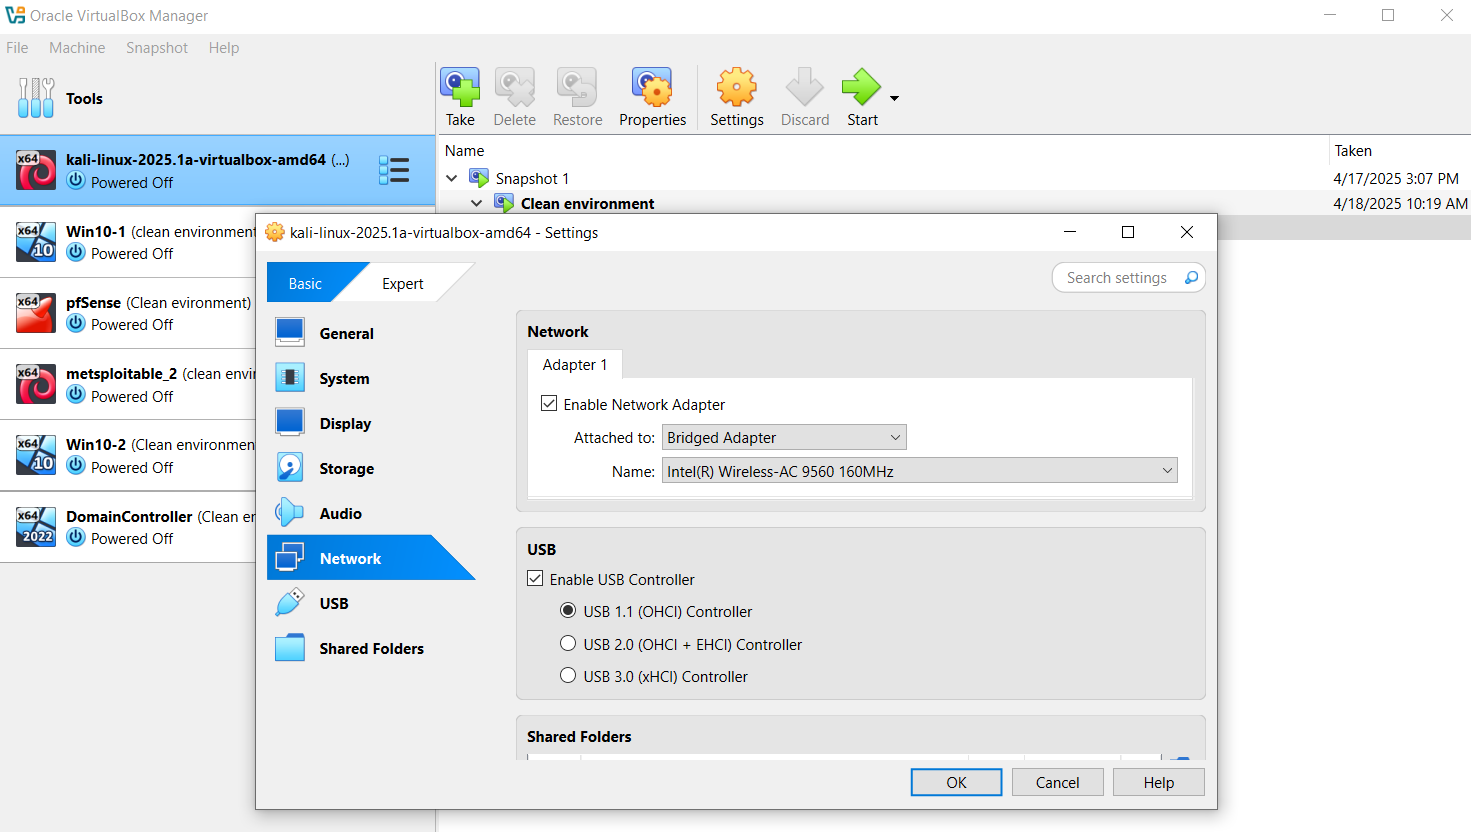 Oracle VirtualBox Manager
File Machine Snapshot Help
Tools
Take Delete Restore Properties Settings Discard Start
x64 kali-linux-2025.1a-virtualbox-amd64 (...)
Powered Off
x64 10 Win10-1 (clean environment
Powered Off
x64 pfSense (Clean evironment)
Powered Off
x64 metsploitable_2 (clean envi
Powered Off
x64 10 Win10-2 (Clean environmen
Powered Off
x64 2022 DomainController (Clean er
Powered Off
Name Taken
Snapshot 1 4/17/2025 3:07 PM
Clean environment 4/18/2025 10:19 AM
kali-linux-2025.1a-virtualbox-amd64 - Settings
Basic Expert
Search settings
General
System
Display
Storage
Audio
Network
USB
Shared Folders
Network
Adapter 1
Enable Network Adapter
Attached to: Bridged Adapter
Name: Intel(R) Wireless-AC 9560 160MHz
USB
Enable USB Controller
USB 1.1 (OHCI) Controller
USB 2.0 (OHCI + EHCI) Controller
USB 3.0 (xHCI) Controller
Shared Folders
OK Cancel Help